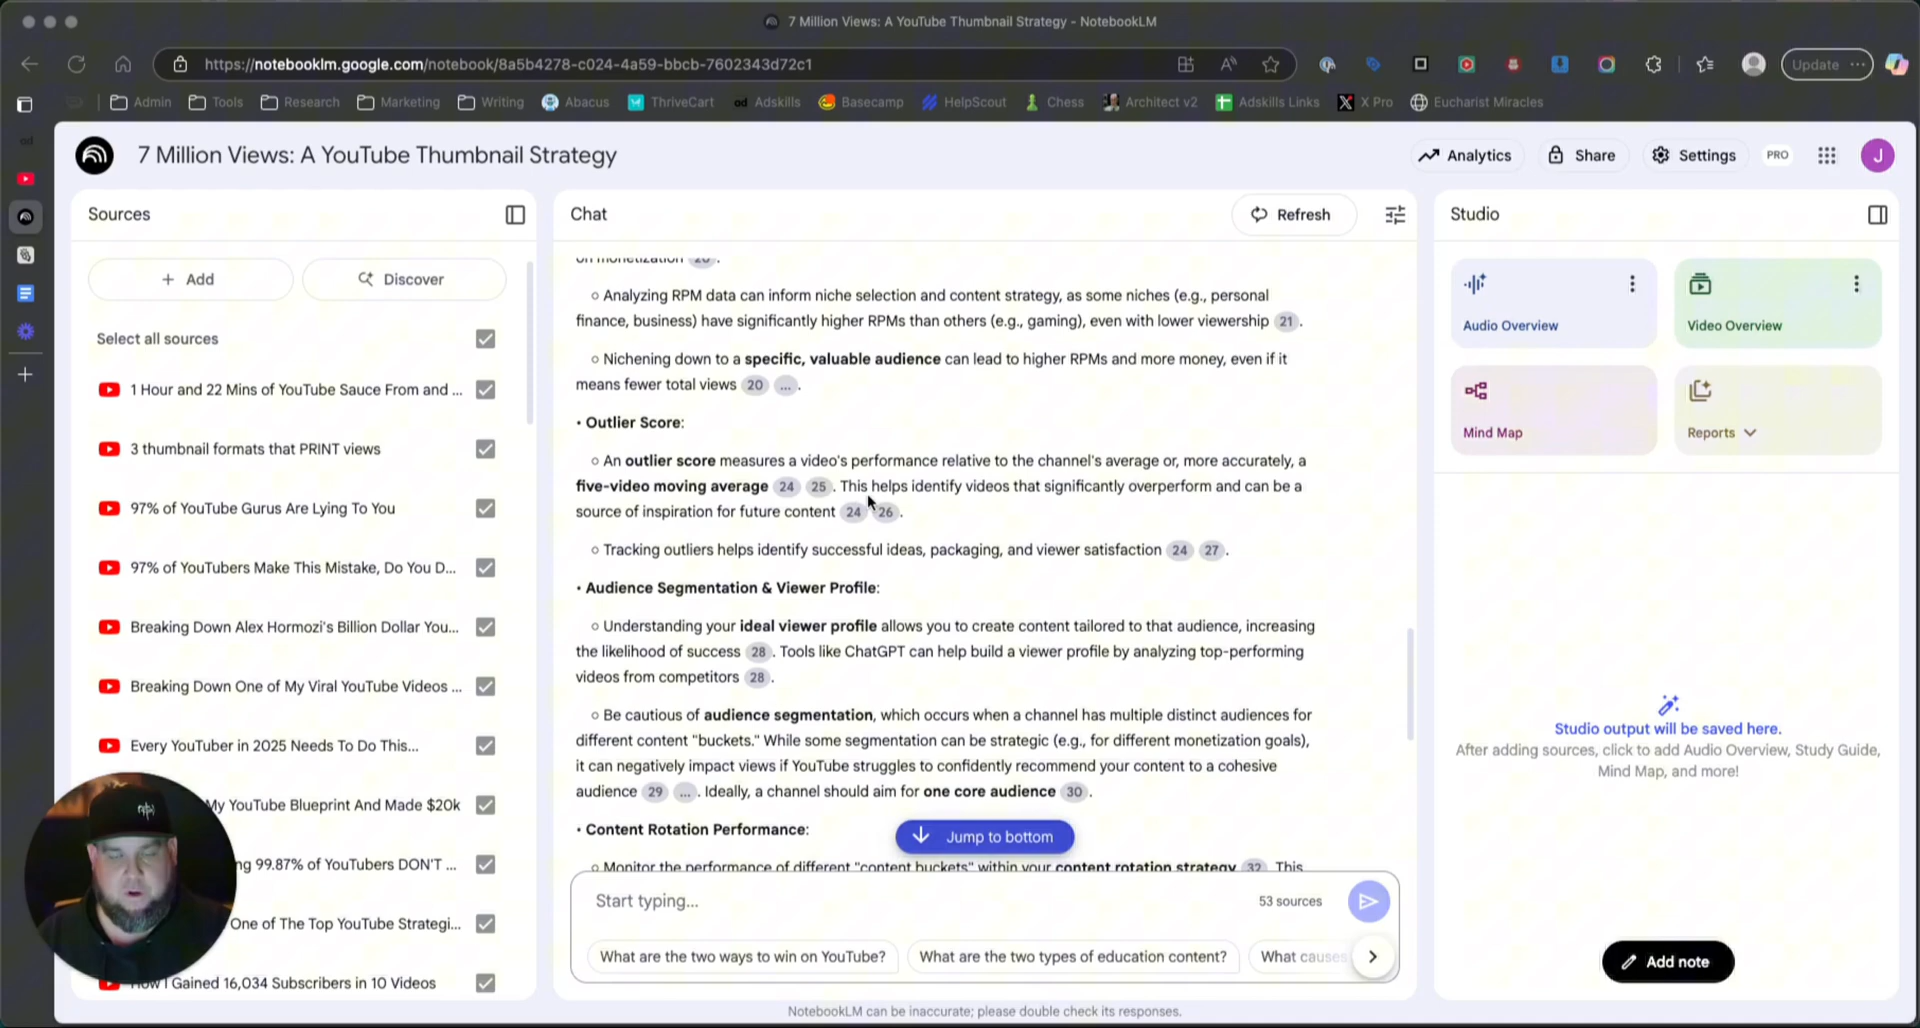 7 Million Views: A YouTube Thumbnail Strategy - NotebookLM
https://notebooklm.google.com/notebook/8a5b4278-c024-4a59-bbcb-7602343d72c1
Update
Admin
Tools
Research
Marketing
Writing
Abacus
ThriveCart
od Adskills
Basecamp
HelpScout
Chess
Architect v2
Adskills Links
X Pro
Eucharist Miracles
7 Million Views: A YouTube Thumbnail Strategy
Analytics
Share
Settings
PRO
J
Sources
+ Add
Discover
Select all sources
1 Hour and 22 Mins of YouTube Sauce From and ...
3 thumbnail formats that PRINT views
97% of YouTube Gurus Are Lying To You
97% of YouTubers Make This Mistake, Do You D...
Breaking Down Alex Hormozi's Billion Dollar You...
Breaking Down One of My Viral YouTube Videos ...
Every YouTuber in 2025 Needs To Do This...
My YouTube Blueprint And Made $20k
ng 99.87% of YouTubers DON'T ...
One of The Top YouTube Strategi...
How I Gained 16,034 Subscribers in 10 Videos
Chat
Refresh
on monetization 20 .
○ Analyzing RPM data can inform niche selection and content strategy, as some niches (e.g., personal
finance, business) have significantly higher RPMs than others (e.g., gaming), even with lower viewership 21 .
○ Nichening down to a specific, valuable audience can lead to higher RPMs and more money, even if it
means fewer total views 20 ... .
• Outlier Score:
○ An outlier score measures a video's performance relative to the channel's average or, more accurately, a
five-video moving average 24 25 . This helps identify videos that significantly overperform and can be a
source of inspiration for future content 24 26 .
○ Tracking outliers helps identify successful ideas, packaging, and viewer satisfaction 24 27 .
• Audience Segmentation & Viewer Profile:
○ Understanding your ideal viewer profile allows you to create content tailored to that audience, increasing
the likelihood of success 28 . Tools like ChatGPT can help build a viewer profile by analyzing top-performing
videos from competitors 28 .
○ Be cautious of audience segmentation, which occurs when a channel has multiple distinct audiences for
different content "buckets." While some segmentation can be strategic (e.g., for different monetization goals),
it can negatively impact views if YouTube struggles to confidently recommend your content to a cohesive
audience 29 ... . Ideally, a channel should aim for one core audience 30 .
• Content Rotation Performance:
Jump to bottom
○ Monitor the performance of different "content buckets" within your content rotation strategy 32 . This
Start typing...
53 sources
What are the two ways to win on YouTube?
What are the two types of education content?
What causes
NotebookLM can be inaccurate; please double check its responses.
Studio
Audio Overview
Video Overview
Mind Map
Reports
Studio output will be saved here.
After adding sources, click to add Audio Overview, Study Guide,
Mind Map, and more!
Add note